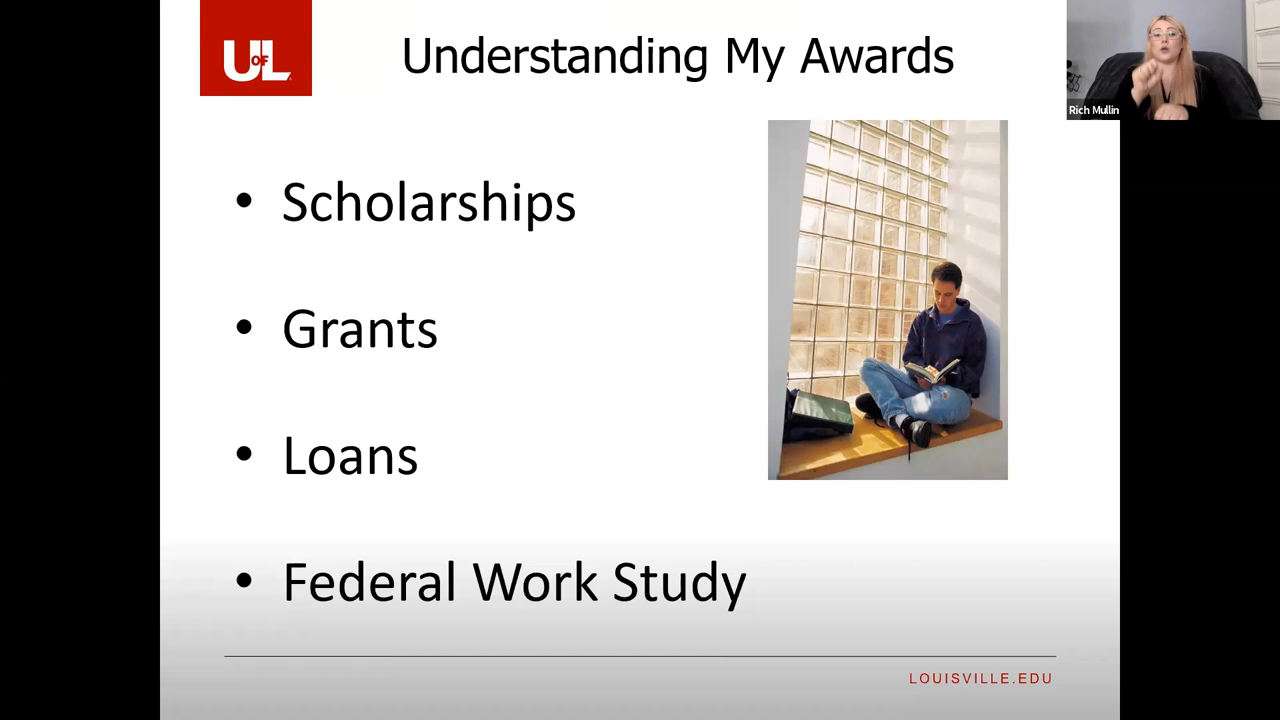 UofL
Understanding My Awards
Rich Mullin
• Scholarships
• Grants
• Loans
• Federal Work Study
LOUISVILLE.EDU